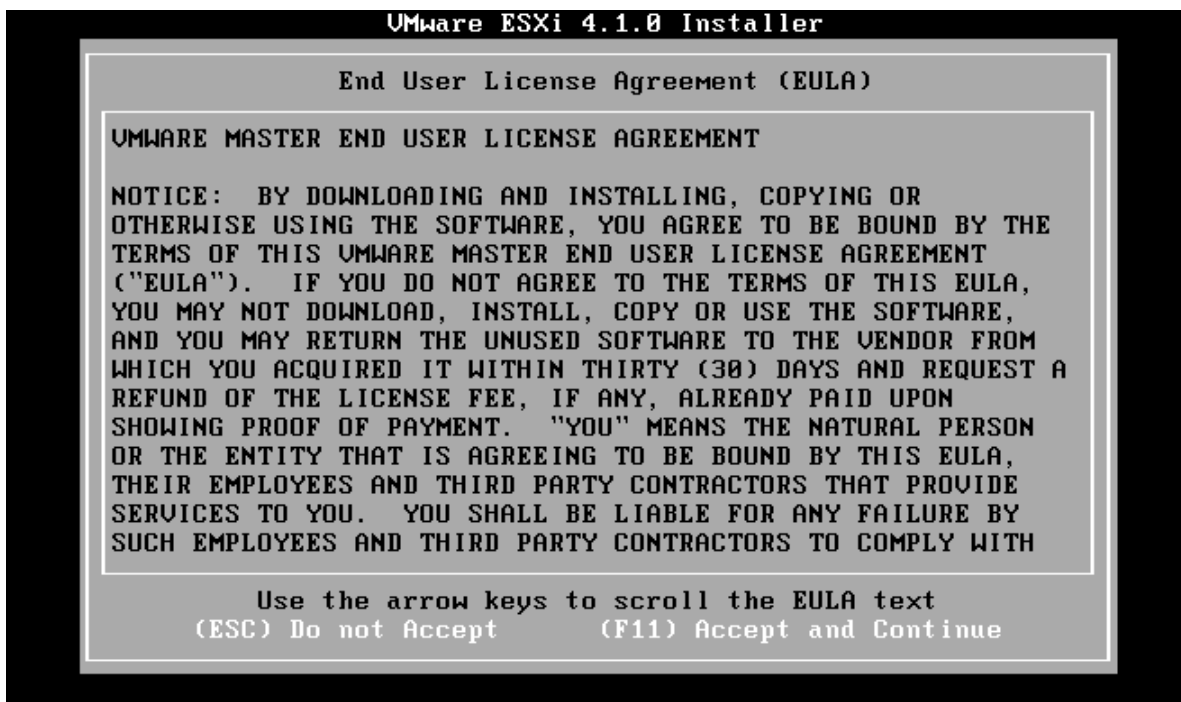 VMware ESXi 4.1.0 Installer
End User License Agreement (EULA)
VMWARE MASTER END USER LICENSE AGREEMENT
NOTICE:  BY DOWNLOADING AND INSTALLING, COPYING OR
OTHERWISE USING THE SOFTWARE, YOU AGREE TO BE BOUND BY THE
TERMS OF THIS VMWARE MASTER END USER LICENSE AGREEMENT
("EULA").  IF YOU DO NOT AGREE TO THE TERMS OF THIS EULA,
YOU MAY NOT DOWNLOAD, INSTALL, COPY OR USE THE SOFTWARE,
AND YOU MAY RETURN THE UNUSED SOFTWARE TO THE VENDOR FROM
WHICH YOU ACQUIRED IT WITHIN THIRTY (30) DAYS AND REQUEST A
REFUND OF THE LICENSE FEE, IF ANY, ALREADY PAID UPON
SHOWING PROOF OF PAYMENT.  "YOU" MEANS THE NATURAL PERSON
OR THE ENTITY THAT IS AGREEING TO BE BOUND BY THIS EULA,
THEIR EMPLOYEES AND THIRD PARTY CONTRACTORS THAT PROVIDE
SERVICES TO YOU.  YOU SHALL BE LIABLE FOR ANY FAILURE BY
SUCH EMPLOYEES AND THIRD PARTY CONTRACTORS TO COMPLY WITH
Use the arrow keys to scroll the EULA text
(ESC) Do not Accept (F11) Accept and Continue